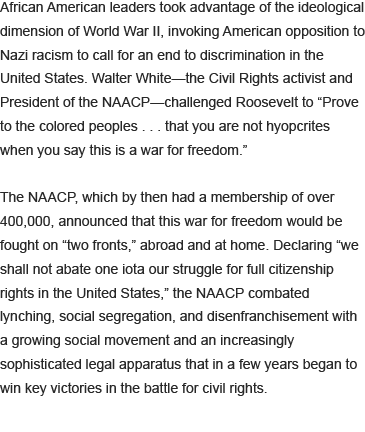 African American leaders took advantage of the ideological
dimension of World War II, invoking American opposition to
Nazi racism to call for an end to discrimination in the
United States. Walter White—the Civil Rights activist and
President of the NAACP—challenged Roosevelt to “Prove
to the colored peoples . . . that you are not hyopcrites
when you say this is a war for freedom.”

The NAACP, which by then had a membership of over
400,000, announced that this war for freedom would be
fought on “two fronts,” abroad and at home. Declaring “we
shall not abate one iota our struggle for full citizenship
rights in the United States,” the NAACP combated
lynching, social segregation, and disenfranchisement with
a growing social movement and an increasingly
sophisticated legal apparatus that in a few years began to
win key victories in the battle for civil rights.